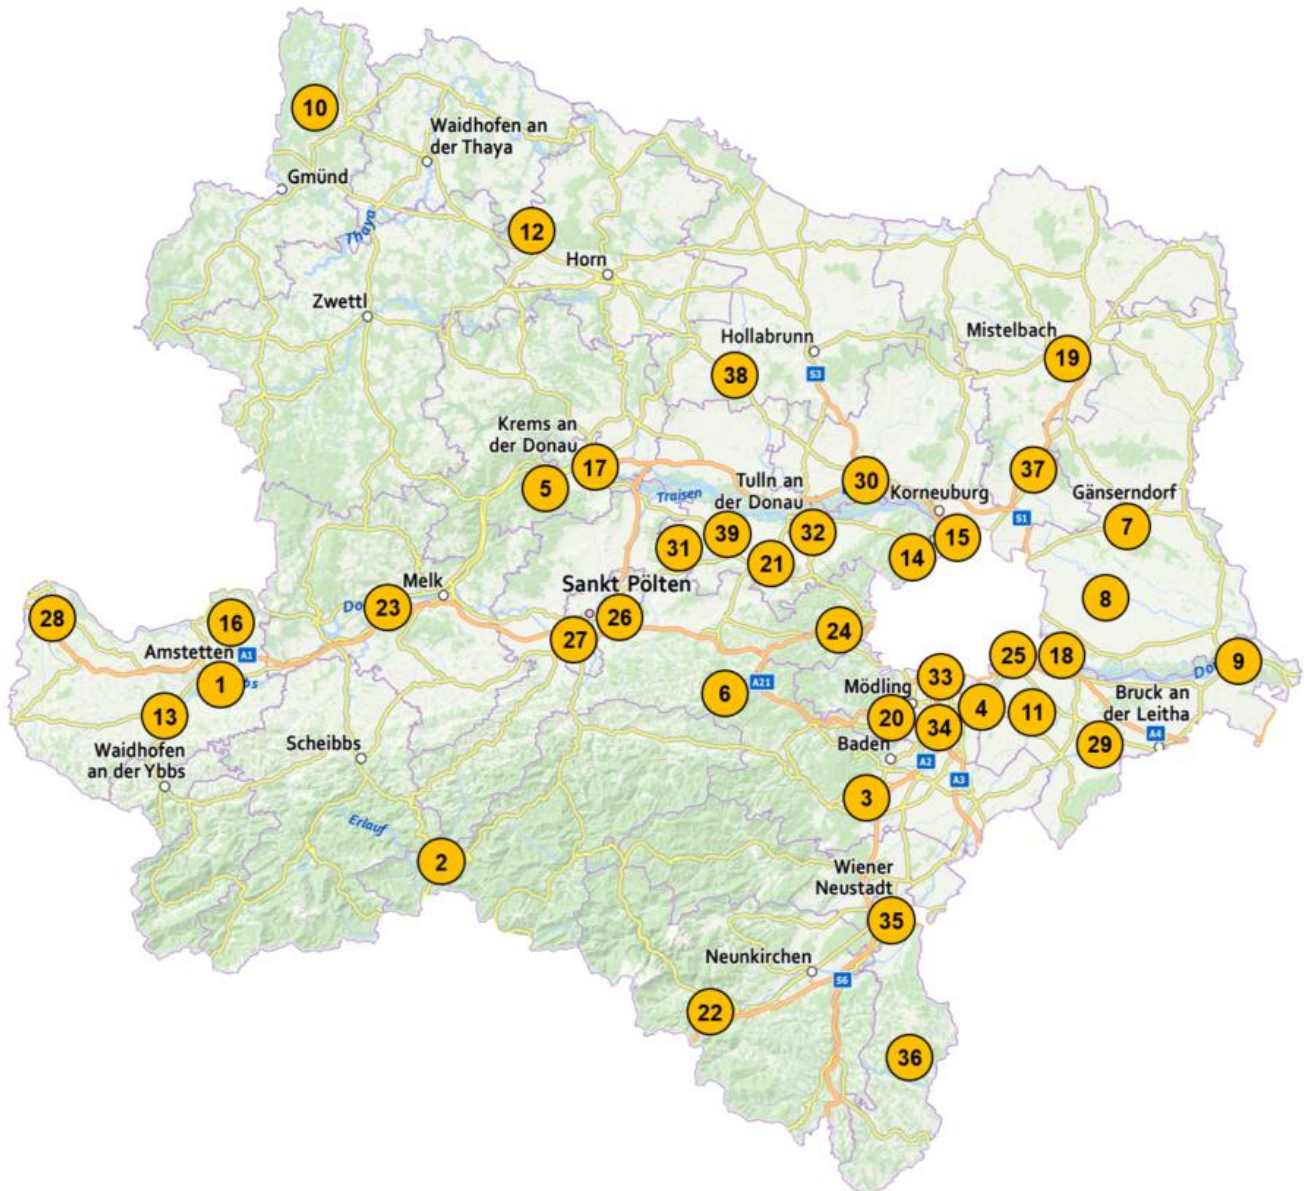 10
Waidhofen an
der Thaya
Gmünd
Thaya
12
Horn
Zwettl
Hollabrunn
Mistelbach
19
S3
38
Krems an
der Donau
17
5
Traisen
Tulln an
der Donau
30
Korneuburg
37
Gänserndorf
S1
7
31
39
32
21
14
15
Melk
Sankt Pölten
8
28
16
Do
23
26
27
24
Amstetten
A1
1
bs
13
6
A21
33
25
18
Do
9
Mödling
20
34
4
11
Bruck an
der Leitha
A4
29
Waidhofen
an der Ybbs
Scheibbs
Baden
A2
A3
3
Erlauf
2
Wiener
Neustadt
35
Neunkirchen
S6
22
36